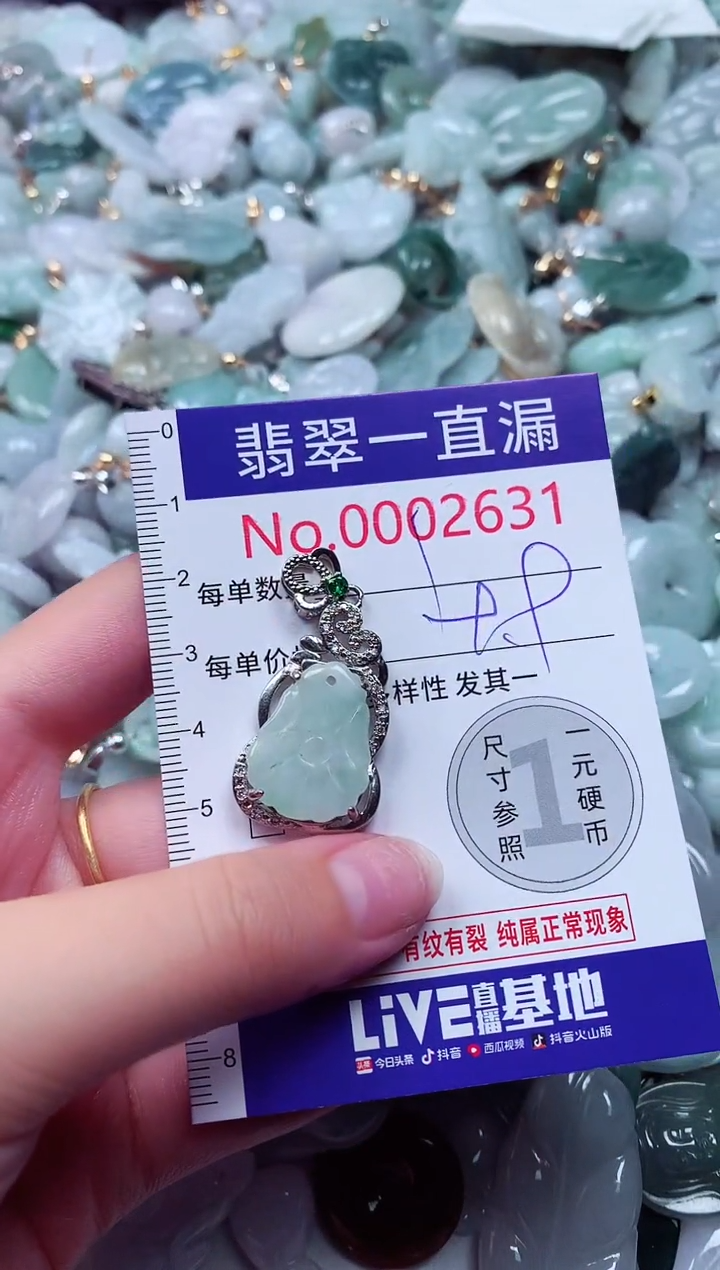 翡翠一直漏
No.0002631
0
1
2
3
4
5
8
每单数
每单价
样性 发其一
尺寸参照
1
一元硬币
有纹有裂 纯属正常现象
LiVE直播基地
头条 今日头条 抖音 西瓜视频 抖音火山版